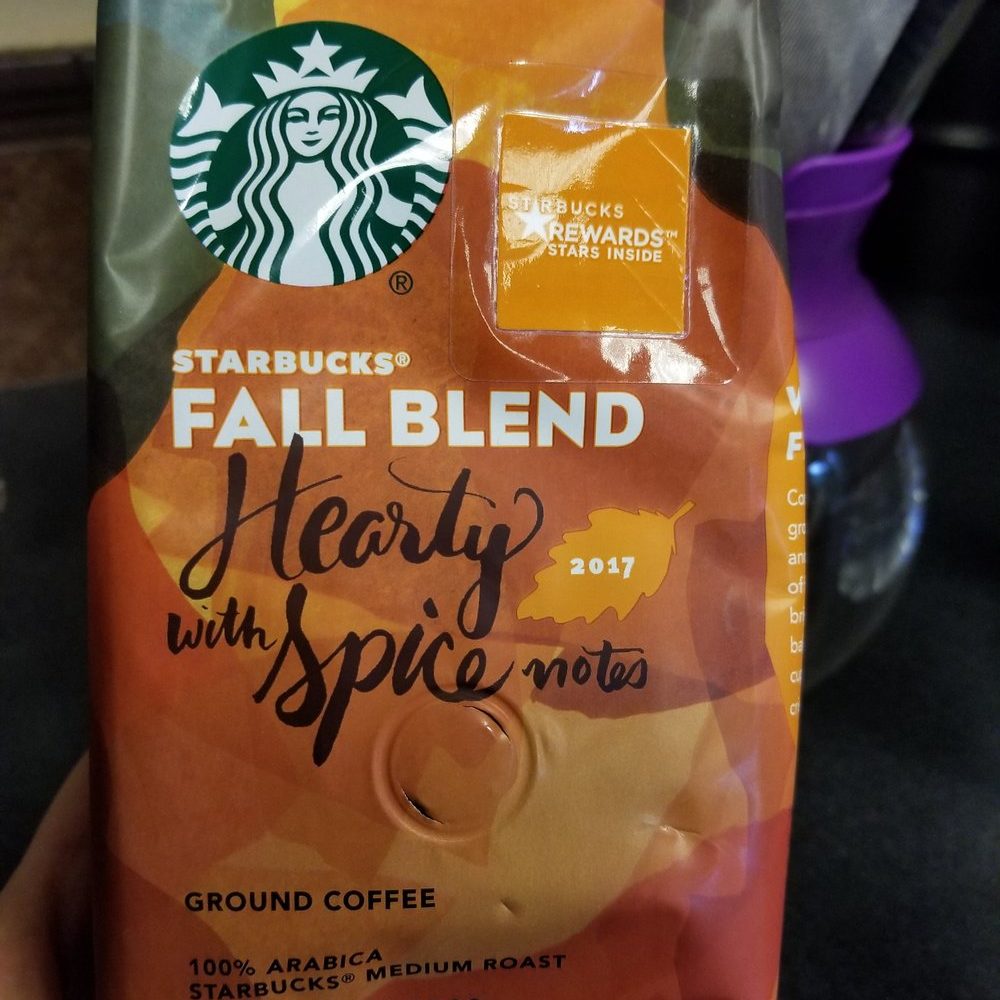 ®
STARBUCKS
REWARDS™
STARS INSIDE
STARBUCKS®
FALL BLEND
Hearty
2017
with Spice notes
GROUND COFFEE
100% ARABICA
STARBUCKS® MEDIUM ROAST